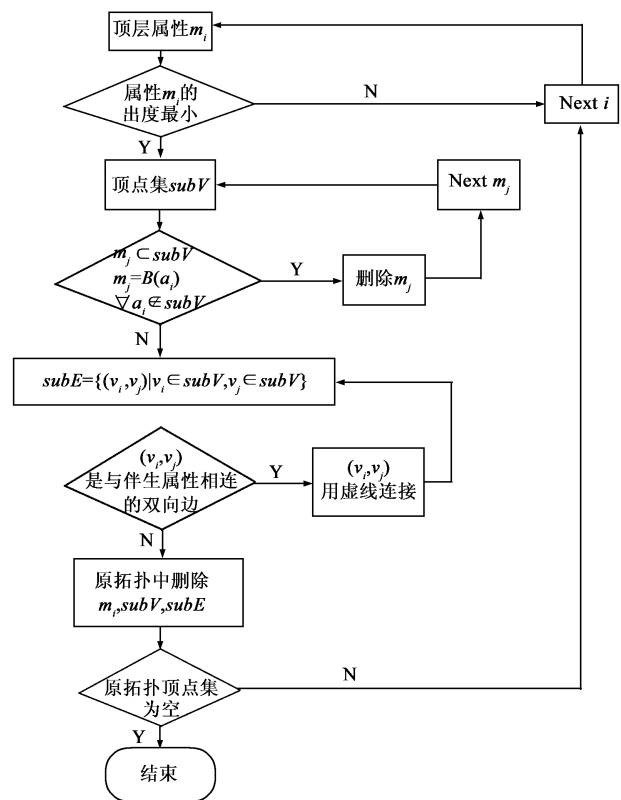 顶层属性mi
属性mi的
出度最小
N
Next i
Y
顶点集subV
Next mj
mj⊂subV
mj=B(ai)
▽ai∉subV
Y
删除mj
N
subE={(vi,vj)|vi∈subV,vj∈subV}
(vi,vj)
是与伴生属性相连
的双向边
Y
(vi,vj)
用虚线连接
N
原拓扑中删除
mi,subV,subE
原拓扑顶点集
为空
N
Y
结束